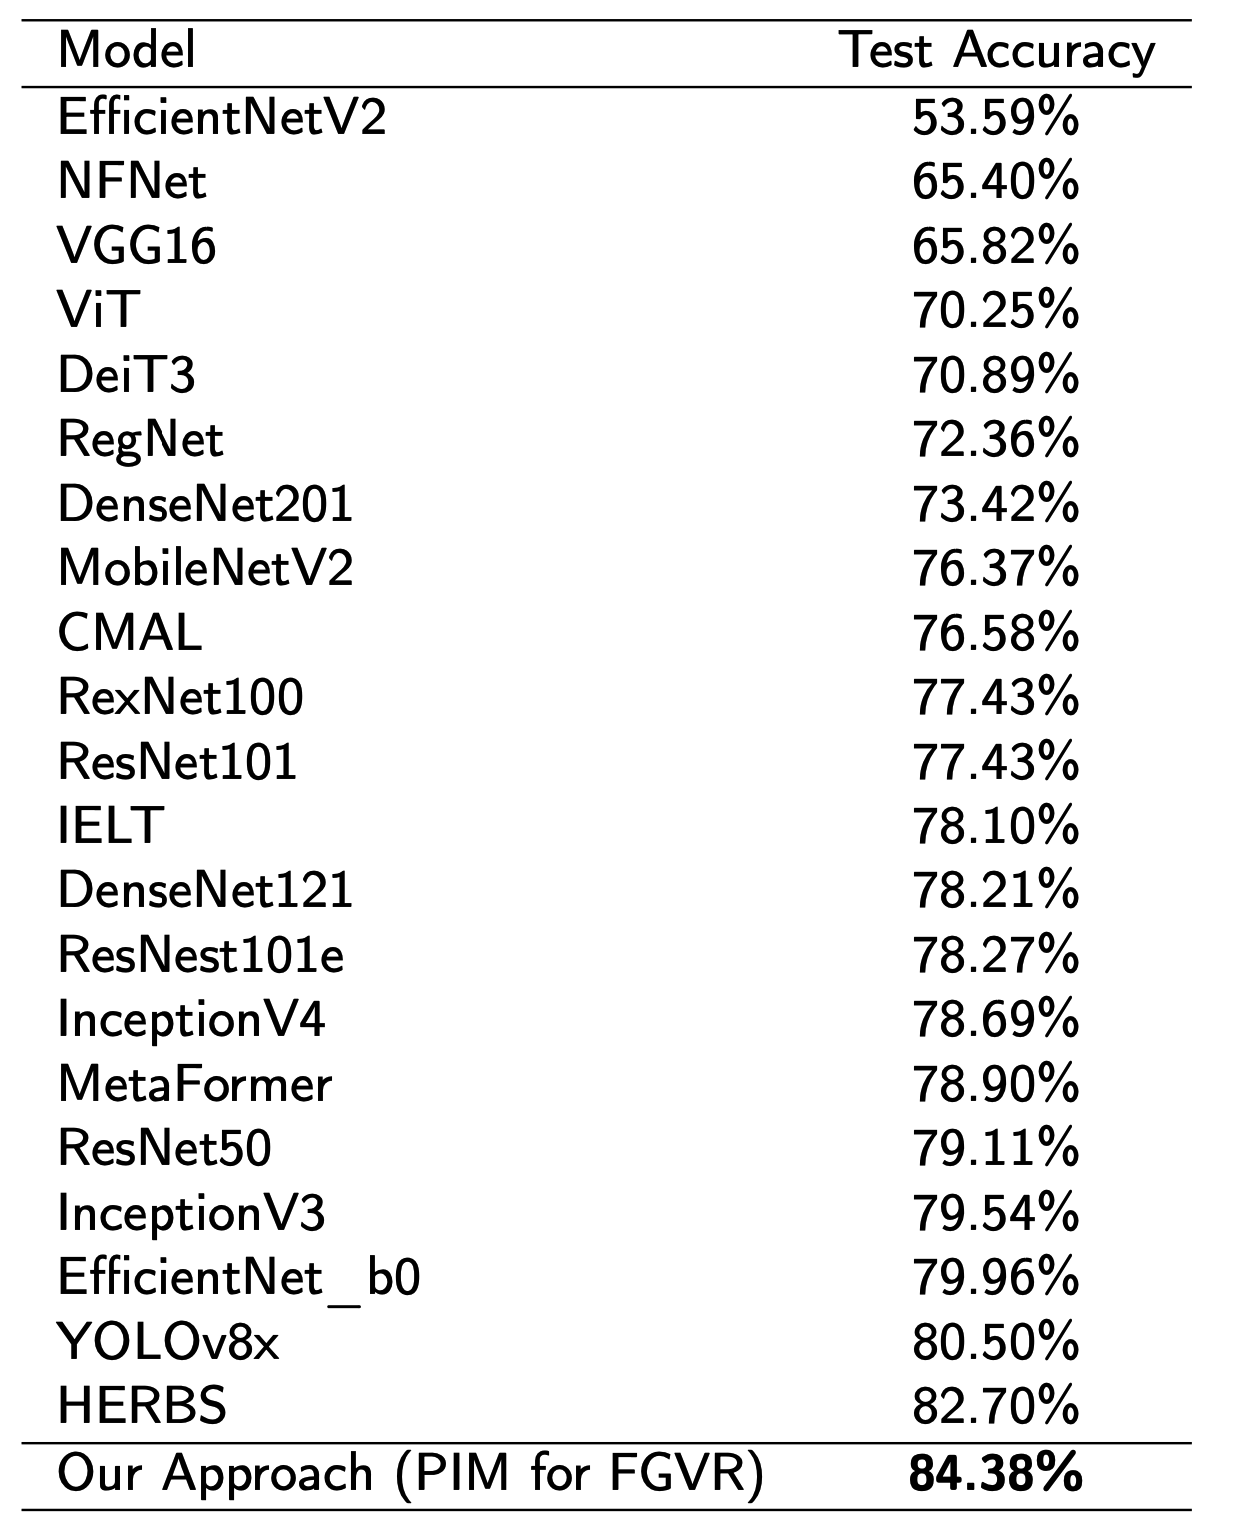 Model Test Accuracy
EfficientNetV2 53.59%
NFNet 65.40%
VGG16 65.82%
ViT 70.25%
DeiT3 70.89%
RegNet 72.36%
DenseNet201 73.42%
MobileNetV2 76.37%
CMAL 76.58%
RexNet100 77.43%
ResNet101 77.43%
IELT 78.10%
DenseNet121 78.21%
ResNest101e 78.27%
InceptionV4 78.69%
MetaFormer 78.90%
ResNet50 79.11%
InceptionV3 79.54%
EfficientNet_b0 79.96%
YOLOv8x 80.50%
HERBS 82.70%
Our Approach (PIM for FGVR) 84.38%